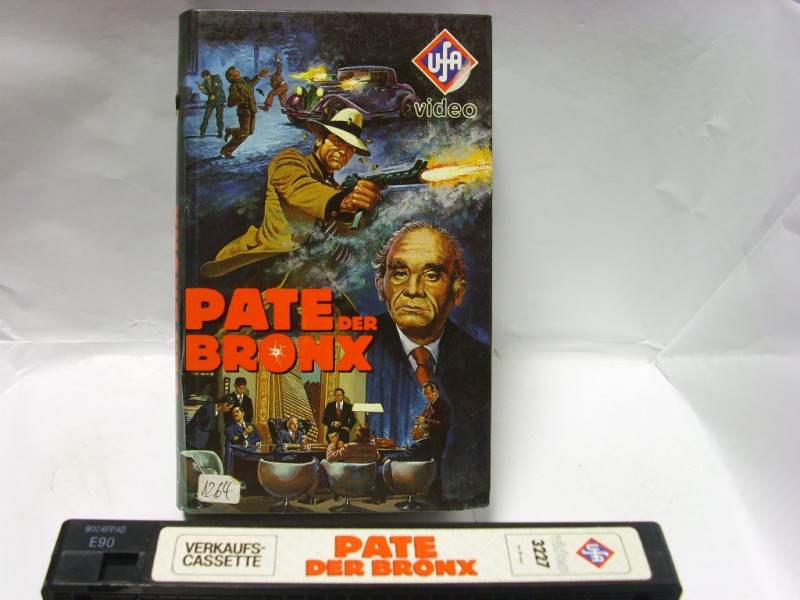 UFA
video
PATE DER
BRONX
1264
E90
VERKAUFS-
CASSETTE
PATE
DER BRONX
3227
UFA